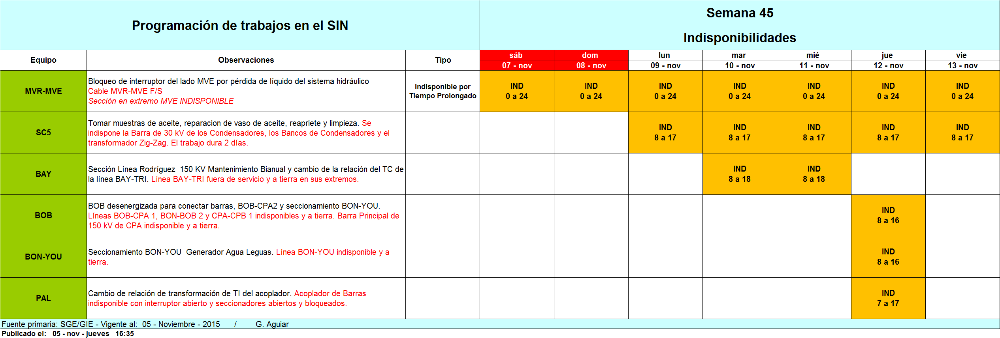 Programación de trabajos en el SIN
Semana 45
Indisponibilidades
Equipo
Observaciones
Tipo
sáb
dom
lun
mar
mié
jue
vie
07 - nov
08 - nov
09 - nov
10 - nov
11 - nov
12 - nov
13 - nov
MVR-MVE
Bloqueo de interruptor del lado MVE por pérdida de líquido del sistema hidráulico
Cable MVR-MVE F/S
Sección en extremo MVE INDISPONIBLE
Indisponible por
Tiempo Prolongado
IND
0 a 24
IND
0 a 24
IND
0 a 24
IND
0 a 24
IND
0 a 24
IND
0 a 24
IND
0 a 24
SC5
Tomar muestras de aceite, reparacion de vaso de aceite, reapriete y limpieza. Se
indispone la Barra de 30 kV de los Condensadores, los Bancos de Condensadores y el
transformador Zig-Zag. El trabajo dura 2 días.
IND
8 a 17
IND
8 a 17
IND
8 a 17
IND
8 a 17
IND
8 a 17
BAY
Sección Línea Rodríguez  150 KV Mantenimiento Bianual y cambio de la relación del TC de
la línea BAY-TRI. Línea BAY-TRI fuera de servicio y a tierra en sus extremos.
IND
8 a 18
IND
8 a 18
BOB
BOB desenergizada para conectar barras, BOB-CPA2 y seccionamiento BON-YOU.
Líneas BOB-CPA 1, BON-BOB 2 y CPA-CPB 1 indisponibles y a tierra. Barra Principal de
150 kV de CPA indisponible y a tierra.
IND
8 a 16
BON-YOU
Seccionamiento BON-YOU  Generador Agua Leguas. Línea BON-YOU indisponible y a
tierra.
IND
8 a 16
PAL
Cambio de relación de transformación de TI del acoplador. Acoplador de Barras
indisponible con interruptor abierto y seccionadores abiertos y bloqueados.
IND
7 a 17
Fuente primaria: SGE/GIE - Vigente al:  05 - Noviembre - 2015 / G. Aguiar
Publicado el:  05 - nov - jueves  16:35